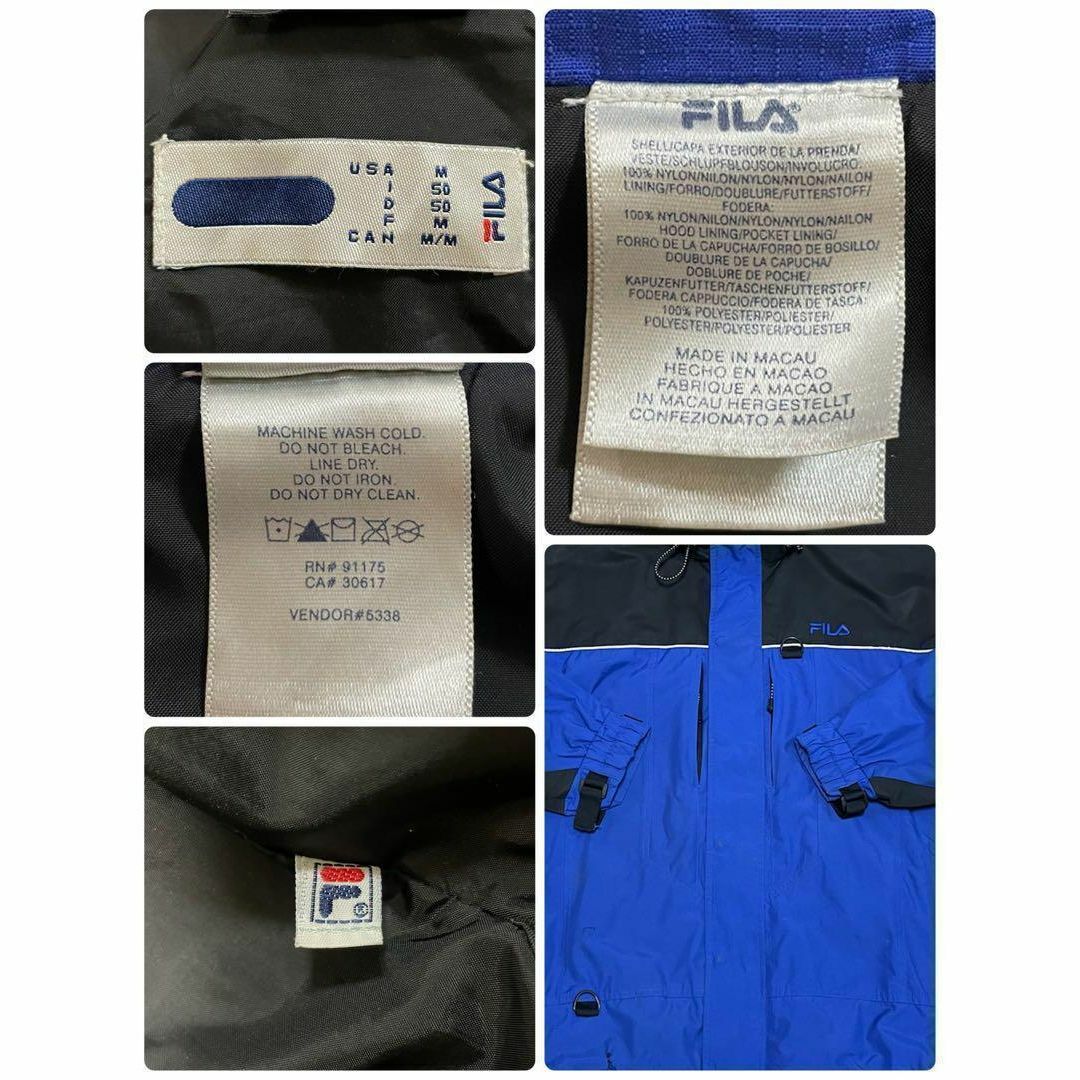 USA M
I 50
D 50
F M
CAN M/M
FILA
FILA®
SHELL/CAPA EXTERIOR DE LA PRENDA/
VESTE/SCHLUPFBLOUSON/INVOLUCRO:
100% NYLON/NILON/NYLON/NYLON/NAILON
LINING/FORRO/DOUBLURE/FUTTERSTOFF/
FODERA:
100% NYLON/NILON/NYLON/NYLON/NAILON
HOOD LINING/POCKET LINING/
FORRO DE LA CAPUCHA/FORRO DE BOSILLO/
DOUBLURE DE LA CAPUCHA/
DOBLURE DE POCHE/
KAPUZENFUTTER/TASCHENFUTTERSTOFF/
FODERA CAPPUCCIO/FODERA DE TASCA:
100% POLYESTER/POLIESTER/
POLYESTER/POLYESTER/POLIESTER
MADE IN MACAU
HECHO EN MACAO
FABRIQUE A MACAO
IN MACAU HERGESTELLT
CONFEZIONATO A MACAU
MACHINE WASH COLD.
DO NOT BLEACH.
LINE DRY.
DO NOT IRON.
DO NOT DRY CLEAN.
RN# 91175
CA# 30617
VENDOR#5338
F®
FILA